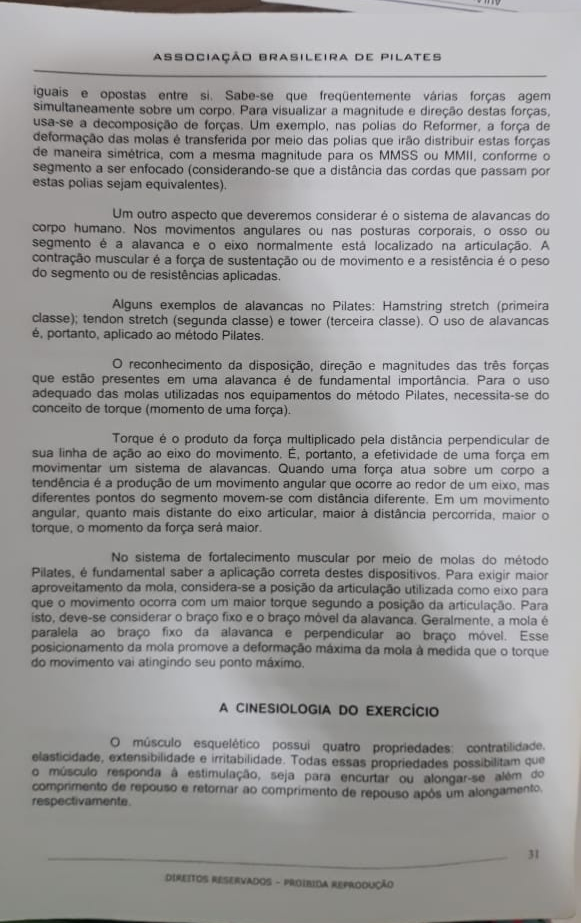 ASSOCIAÇÃO BRASILEIRA DE PILATES
iguais e opostas entre si. Sabe-se que freqüentemente várias forças agem
simultaneamente sobre um corpo. Para visualizar a magnitude e direção destas forças,
usa-se a decomposição de forças. Um exemplo, nas polias do Reformer, a força de
deformação das molas é transferida por meio das polias que irão distribuir estas forças
de maneira simétrica, com a mesma magnitude para os MMSS ou MMII, conforme o
segmento a ser enfocado (considerando-se que a distância das cordas que passam por
estas polias sejam equivalentes).
Um outro aspecto que deveremos considerar é o sistema de alavancas do
corpo humano. Nos movimentos angulares ou nas posturas corporais, o osso ou
segmento é a alavanca e o eixo normalmente está localizado na articulação. A
contração muscular é a força de sustentação ou de movimento e a resistência é o peso
do segmento ou de resistências aplicadas.
Alguns exemplos de alavancas no Pilates: Hamstring stretch (primeira
classe); tendon stretch (segunda classe) e tower (terceira classe). O uso de alavancas
é, portanto, aplicado ao método Pilates.
O reconhecimento da disposição, direção e magnitudes das três forças
que estão presentes em uma alavanca é de fundamental importância. Para o uso
adequado das molas utilizadas nos equipamentos do método Pilates, necessita-se do
conceito de torque (momento de uma força).
Torque é o produto da força multiplicado pela distância perpendicular de
sua linha de ação ao eixo do movimento. É, portanto, a efetividade de uma força em
movimentar um sistema de alavancas. Quando uma força atua sobre um corpo a
tendência é a produção de um movimento angular que ocorre ao redor de um eixo, mas
diferentes pontos do segmento movem-se com distância diferente. Em um movimento
angular, quanto mais distante do eixo articular, maior à distância percorrida, maior o
torque, o momento da força será maior.
No sistema de fortalecimento muscular por meio de molas do método
Pilates, é fundamental saber a aplicação correta destes dispositivos. Para exigir maior
aproveitamento da mola, considera-se a posição da articulação utilizada como eixo para
que o movimento ocorra com um maior torque segundo a posição da articulação. Para
isto, deve-se considerar o braço fixo e o braço móvel da alavanca. Geralmente, a mola é
paralela ao braço fixo da alavanca e perpendicular ao braço móvel. Esse
posicionamento da mola promove a deformação máxima da mola à medida que o torque
do movimento vai atingindo seu ponto máximo.
A CINESIOLOGIA DO EXERCÍCIO
O músculo esquelético possui quatro propriedades: contratilidade,
elasticidade, extensibilidade e irritabilidade. Todas essas propriedades possibilitam que
o músculo responda à estimulação, seja para encurtar ou alongar-se além do
comprimento de repouso e retornar ao comprimento de repouso após um alongamento,
respectivamente.
31
DIREITOS RESERVADOS - PROIBIDA REPRODUÇÃO